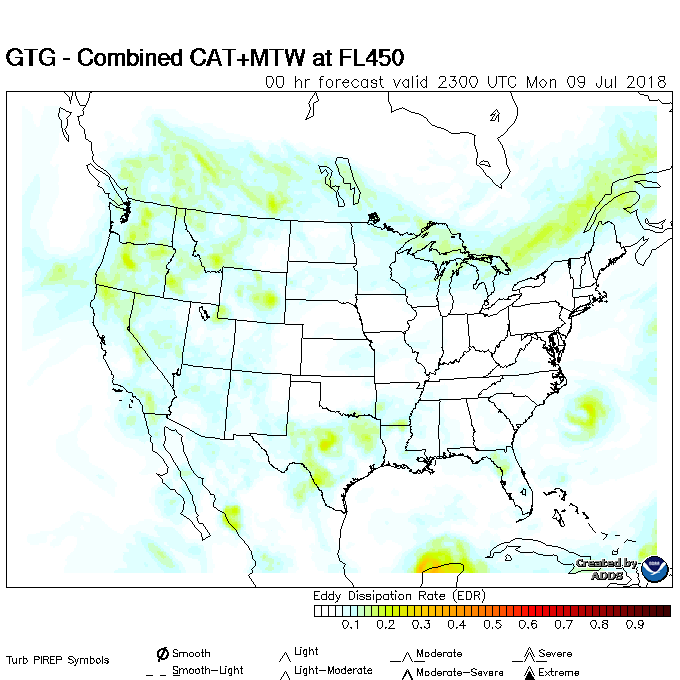 GTG - Combined CAT+MTW at FL450
00 hr forecast valid 2300 UTC Mon 09 Jul 2018
Created by
ADDS
Eddy Dissipation Rate (EDR)
0.1 0.2 0.3 0.4 0.5 0.6 0.7 0.8 0.9
Turb PIREP Symbols
Smooth Light Moderate Severe
Smooth-Light Light-Moderate Moderate-Severe Extreme